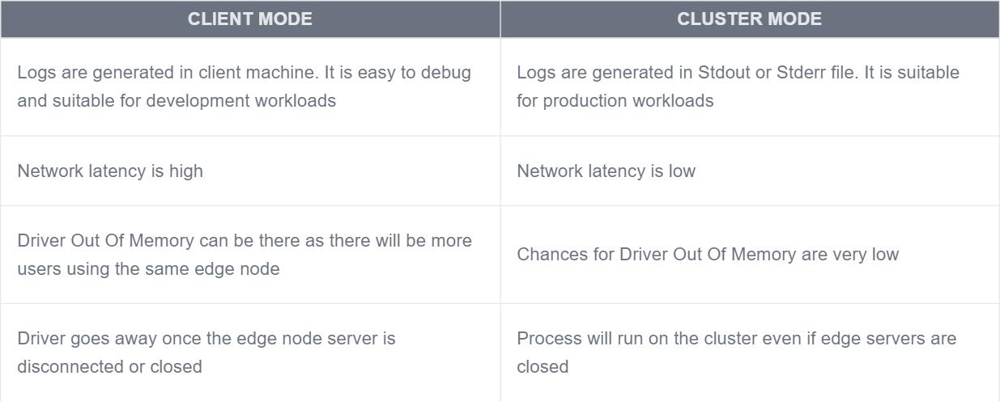 CLIENT MODE
CLUSTER MODE
Logs are generated in client machine. It is easy to debug
and suitable for development workloads
Logs are generated in Stdout or Stderr file. It is suitable
for production workloads
Network latency is high
Network latency is low
Driver Out Of Memory can be there as there will be more
users using the same edge node
Chances for Driver Out Of Memory are very low
Driver goes away once the edge node server is
disconnected or closed
Process will run on the cluster even if edge servers are
closed